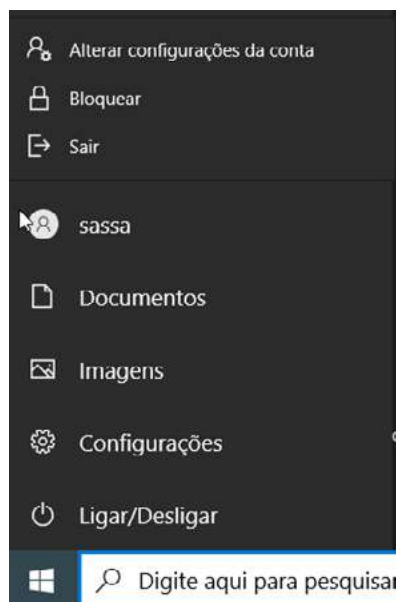 Alterar configurações da conta
Bloquear
Sair
sassa
Documentos
Imagens
Configurações
Ligar/Desligar
Digite aqui para pesquisar